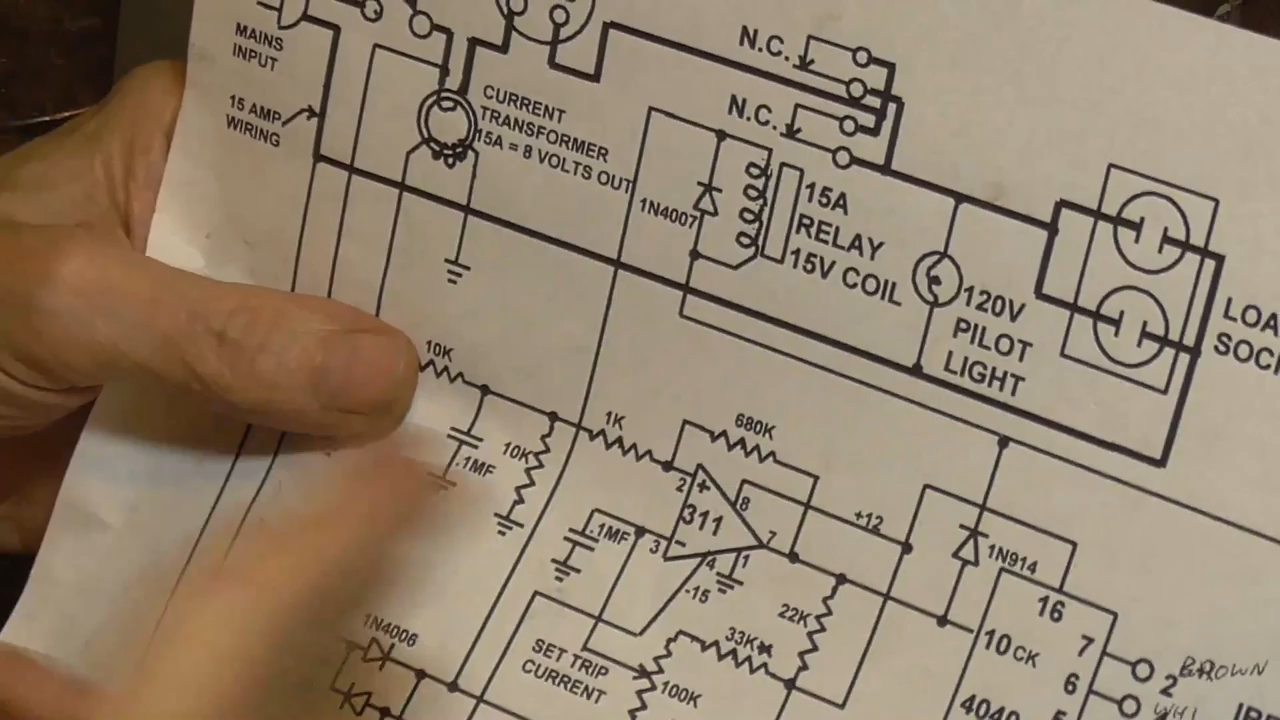 MAINS
INPUT
15 AMP
WIRING
CURRENT
TRANSFORMER
15A = 8 VOLTS OUT
N.C.
N.C.
1N4007
15A
RELAY
15V COIL
120V
PILOT
LIGHT
LOA
SOC
10K
.1MF
10K
1K
680K
2
+
8
311
.1MF
3
-
7
4
1
-15
+12
1N914
22K
33K*
SET TRIP
CURRENT
100K
1N4006
16
10 CK
7
6
4040
2
BROWN
WHI